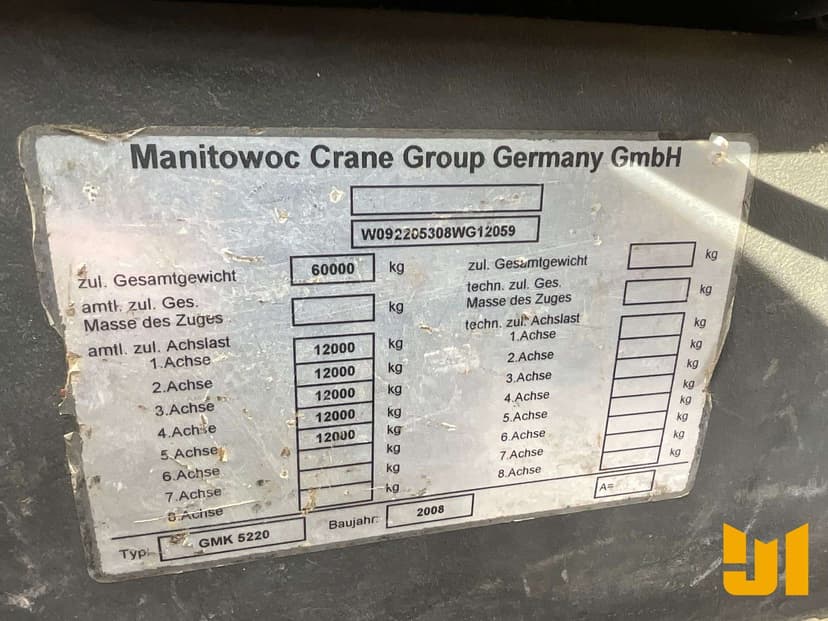 Manitowoc Crane Group Germany GmbH
W092205308WG12059
zul. Gesamtgewicht 60000 kg
amtl. zul. Ges.
Masse des Zuges kg
amtl. zul. Achslast
1.Achse 12000 kg
2.Achse 12000 kg
3.Achse 12000 kg
4.Achse 12000 kg
5.Achse 12000 kg
6.Achse kg
7.Achse kg
8.Achse kg
zul. Gesamtgewicht kg
techn. zul. Ges.
Masse des Zuges kg
techn. zul. Achslast
1.Achse kg
2.Achse kg
3.Achse kg
4.Achse kg
5.Achse kg
6.Achse kg
7.Achse kg
8.Achse kg
A=
Typ: GMK 5220 Baujahr: 2008